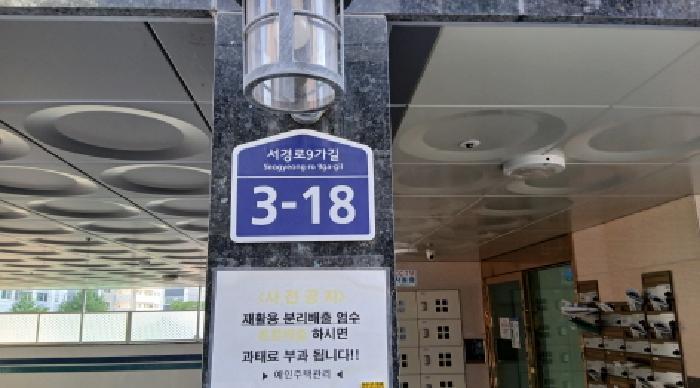 서경로9가길
Seogyeong-ro 9ga-gil
3-18
<사전공지>
재활용 분리배출 엄수
하시면
과태료 부과 됩니다!!
▶ 예인주택관리 ◀